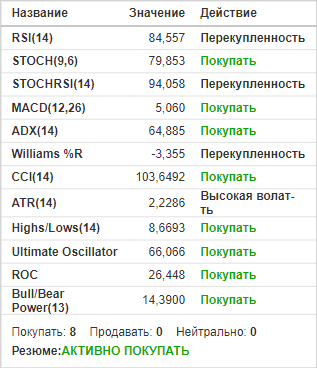 Название Значение Действие
RSI(14) 84,557 Перекупленность
STOCH(9,6) 79,853 Покупать
STOCHRSI(14) 94,058 Перекупленность
MACD(12,26) 5,060 Покупать
ADX(14) 64,885 Покупать
Williams %R -3,355 Перекупленность
CCI(14) 103,6492 Покупать
ATR(14) 2,2286 Высокая волат-
ть
Highs/Lows(14) 8,6693 Покупать
Ultimate Oscillator 66,066 Покупать
ROC 26,448 Покупать
Bull/Bear
Power(13) 14,3900 Покупать
Покупать: 8 Продавать: 0 Нейтрально: 0
Резюме:АКТИВНО ПОКУПАТЬ